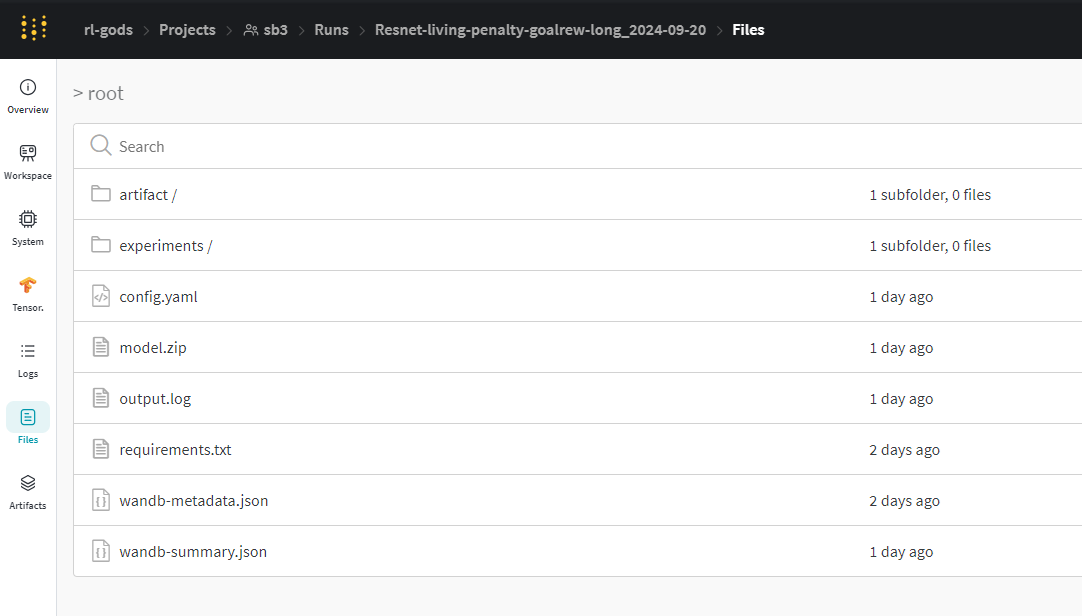 rl-gods > Projects > sb3 > Runs > Resnet-living-penalty-goalrew-long_2024-09-20 > Files
Overview
Workspace
System
Tensor.
Logs
Files
Artifacts
> root
Search
artifact / 1 subfolder, 0 files
experiments / 1 subfolder, 0 files
config.yaml 1 day ago
model.zip 1 day ago
output.log 1 day ago
requirements.txt 2 days ago
wandb-metadata.json 2 days ago
wandb-summary.json 1 day ago